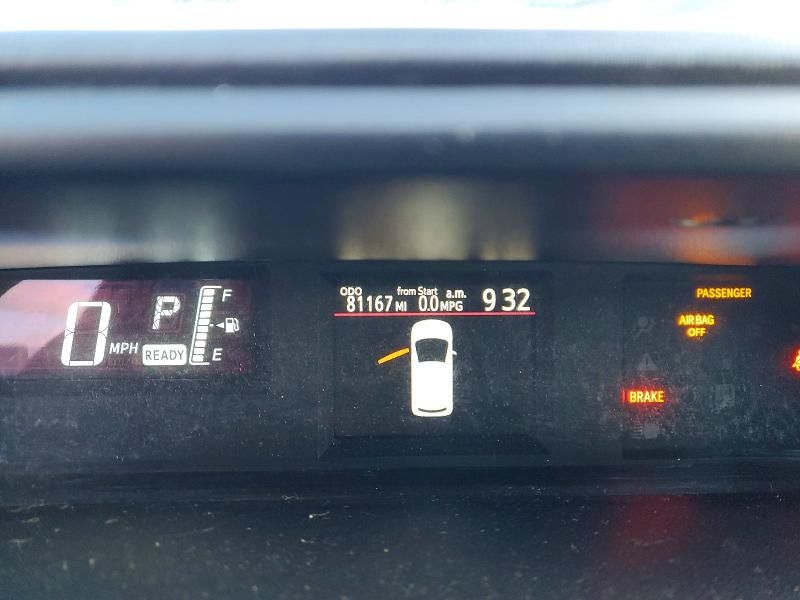 0 MPH
P
READY
F
E
ODO
81167 MI
from Start
0.0 MPG
a.m.
9 32
PASSENGER
AIR BAG
OFF
BRAKE